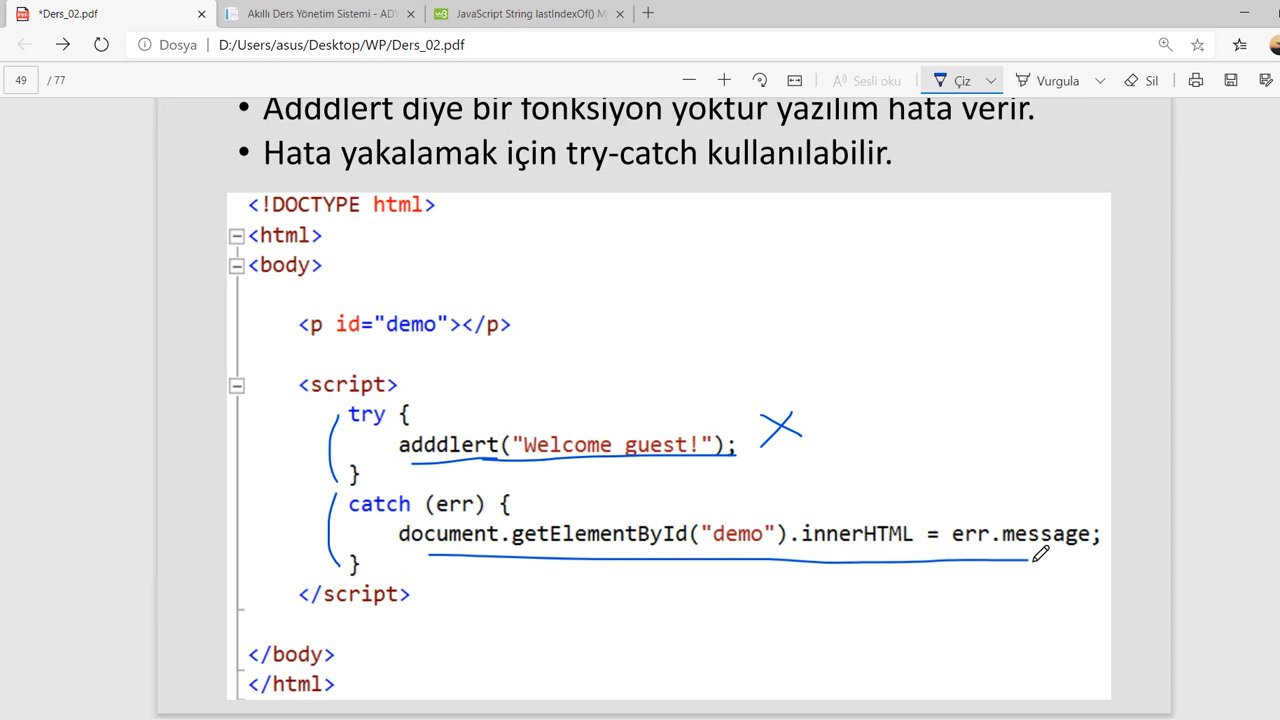 *Ders_02.pdf
Akıllı Ders Yönetim Sistemi - ADY
JavaScript String lastIndexOf() M
Dosya
D:/Users/asus/Desktop/WP/Ders_02.pdf
49 / 77
Sesli oku
Çiz
Vurgula
Sil
• Adddlert diye bir fonksiyon yoktur yazılım hata verir.
• Hata yakalamak için try-catch kullanılabilir.
<!DOCTYPE html>
<html>
<body>
<p id="demo"></p>
<script>
try {
adddlert("Welcome guest!");
}
catch (err) {
document.getElementById("demo").innerHTML = err.message;
}
</script>
</body>
</html>